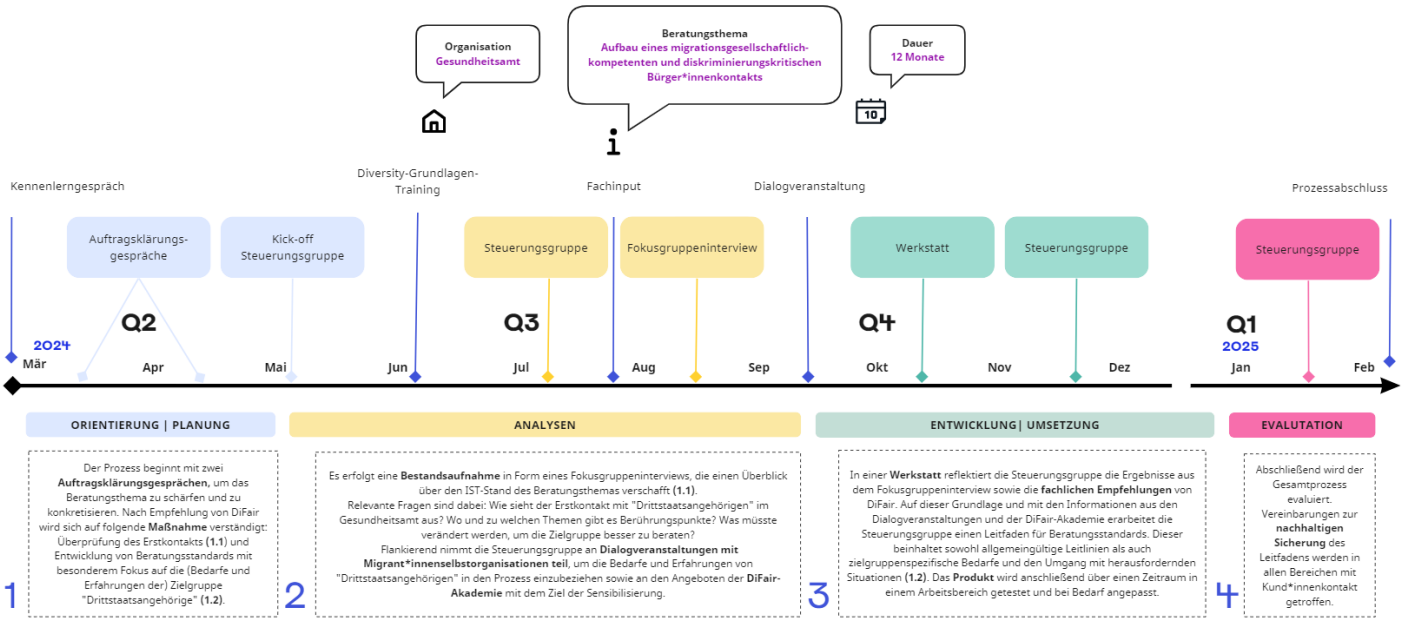 Organisation
Gesundheitsamt
Beratungsthema
Aufbau eines migrationsgesellschaftlich-
kompetenten und diskriminierungskritischen
Bürger*innenkontakts
Dauer
12 Monate
10
Kennenlerngespräch
Diversity-Grundlagen-
Training
Fachinput
Dialogveranstaltung
Prozessabschluss
Auftragsklärungs-
gespräche
Kick-off
Steuerungsgruppe
Steuerungsgruppe
Fokusgruppeninterview
Werkstatt
Steuerungsgruppe
Steuerungsgruppe
Q2
Q3
Q4
Q1
2024
2025
Mär
Apr
Mai
Jun
Jul
Aug
Sep
Okt
Nov
Dez
Jan
Feb
ORIENTIERUNG | PLANUNG
ANALYSEN
ENTWICKLUNG| UMSETZUNG
EVALUTATION
1
Der Prozess beginnt mit zwei
Auftragsklärungsgesprächen, um das
Beratungsthema zu schärfen und zu
konkretisieren. Nach Empfehlung von DiFair
wird sich auf folgende Maßnahme verständigt:
Überprüfung des Erstkontakts (1.1) und
Entwicklung von Beratungsstandards mit
besonderem Fokus auf die (Bedarfe und
Erfahrungen der) Zielgruppe
"Drittstaatsangehörige" (1.2).
2
Es erfolgt eine Bestandsaufnahme in Form eines Fokusgruppeninterviews, die einen Überblick
über den IST-Stand des Beratungsthemas verschafft (1.1).
Relevante Fragen sind dabei: Wie sieht der Erstkontakt mit "Drittstaatsangehörigen" im
Gesundheitsamt aus? Wo und zu welchen Themen gibt es Berührungspunkte? Was müsste
verändert werden, um die Zielgruppe besser zu beraten?
Flankierend nimmt die Steuerungsgruppe an Dialogveranstaltungen mit
Migrant*innenselbstorganisationen teil, um die Bedarfe und Erfahrungen von
"Drittstaatsangehörigen" in den Prozess einzubeziehen sowie an den Angeboten der DiFair-
Akademie mit dem Ziel der Sensibilisierung.
3
In einer Werkstatt reflektiert die Steuerungsgruppe die Ergebnisse aus
dem Fokusgruppeninterview sowie die fachlichen Empfehlungen von
DiFair. Auf dieser Grundlage und mit den Informationen aus den
Dialogveranstaltungen und der DiFair-Akademie erarbeitet die
Steuerungsgruppe einen Leitfaden für Beratungsstandards. Dieser
beinhaltet sowohl allgemeingültige Leitlinien als auch
zielgruppenspezifische Bedarfe und den Umgang mit herausfordernden
Situationen (1.2). Das Produkt wird anschließend über einen Zeitraum in
einem Arbeitsbereich getestet und bei Bedarf angepasst.
4
Abschließend wird der
Gesamtprozess
evaluiert.
Vereinbarungen zur
nachhaltigen
Sicherung des
Leitfadens werden in
allen Bereichen mit
Kund*innenkontakt
getroffen.